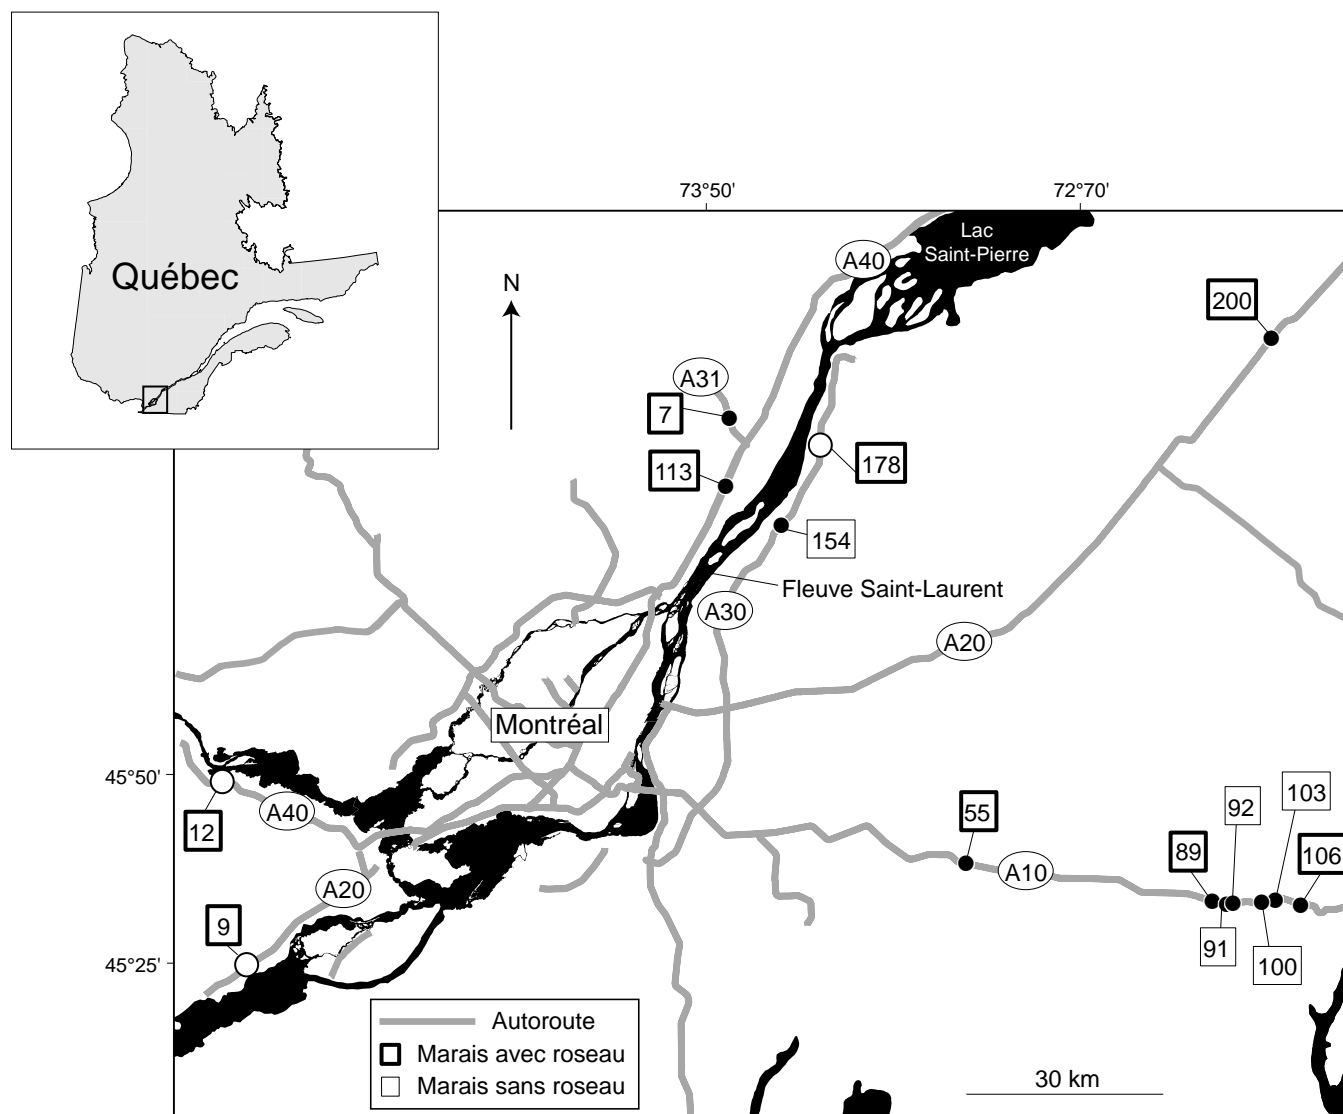 Québec
73°50'
72°70'
Lac
Saint-Pierre
A40
N
200
A31
7
178
113
154
Fleuve Saint-Laurent
A30
A20
Montréal
45°50'
A40
12
103
92
55
89
106
A10
A20
9
91
100
45°25'
Autoroute
Marais avec roseau
Marais sans roseau
30 km